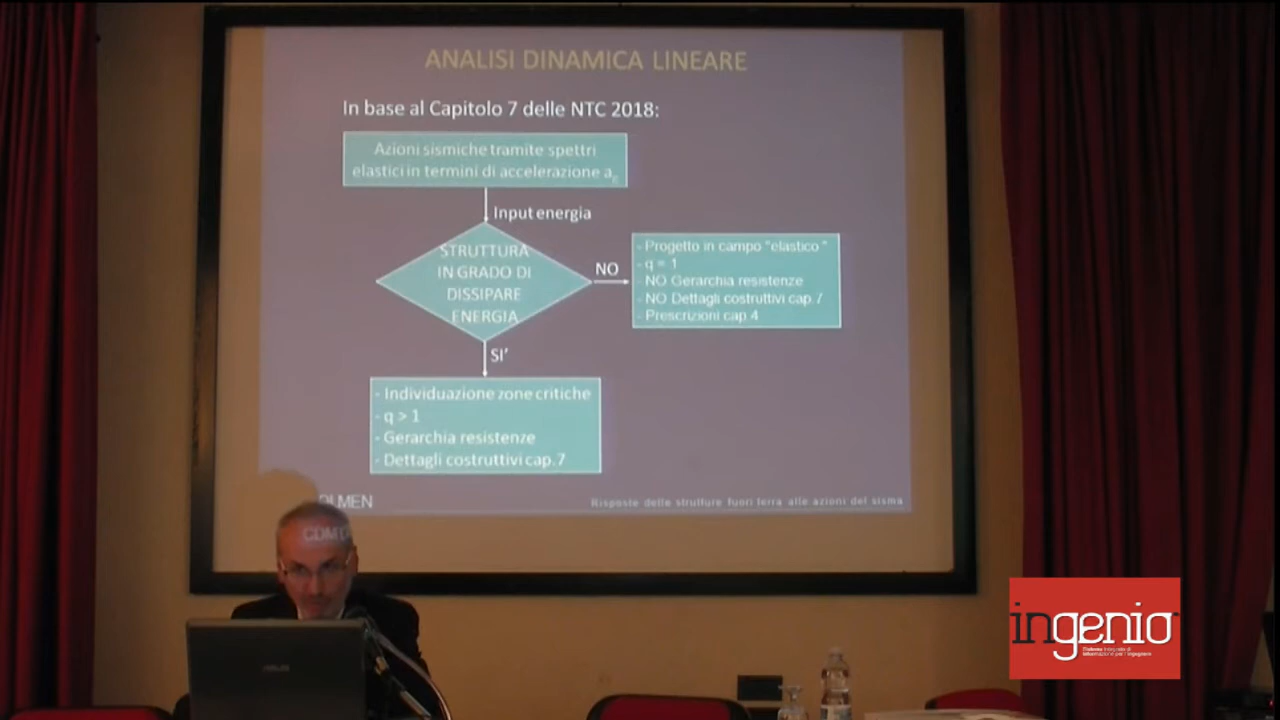 ANALISI DINAMICA LINEARE
In base al Capitolo 7 delle NTC 2018:
Azioni sismiche tramite spettri
elastici in termini di accelerazione
Input energia
STRUTTURA
IN GRADO DI
DISSIPARE
ENERGIA
NO
- Progetto in campo "elastico "
- q = 1
- NO Gerarchia resistenze
- NO Dettagli costruttivi cap.7
- Prescrizioni cap.4
SI'
- Individuazione zone critiche
- q > 1
- Gerarchia resistenze
- Dettagli costruttivi cap.7
Risposte delle strutture fuori terra alle azioni del sisma
ingenio